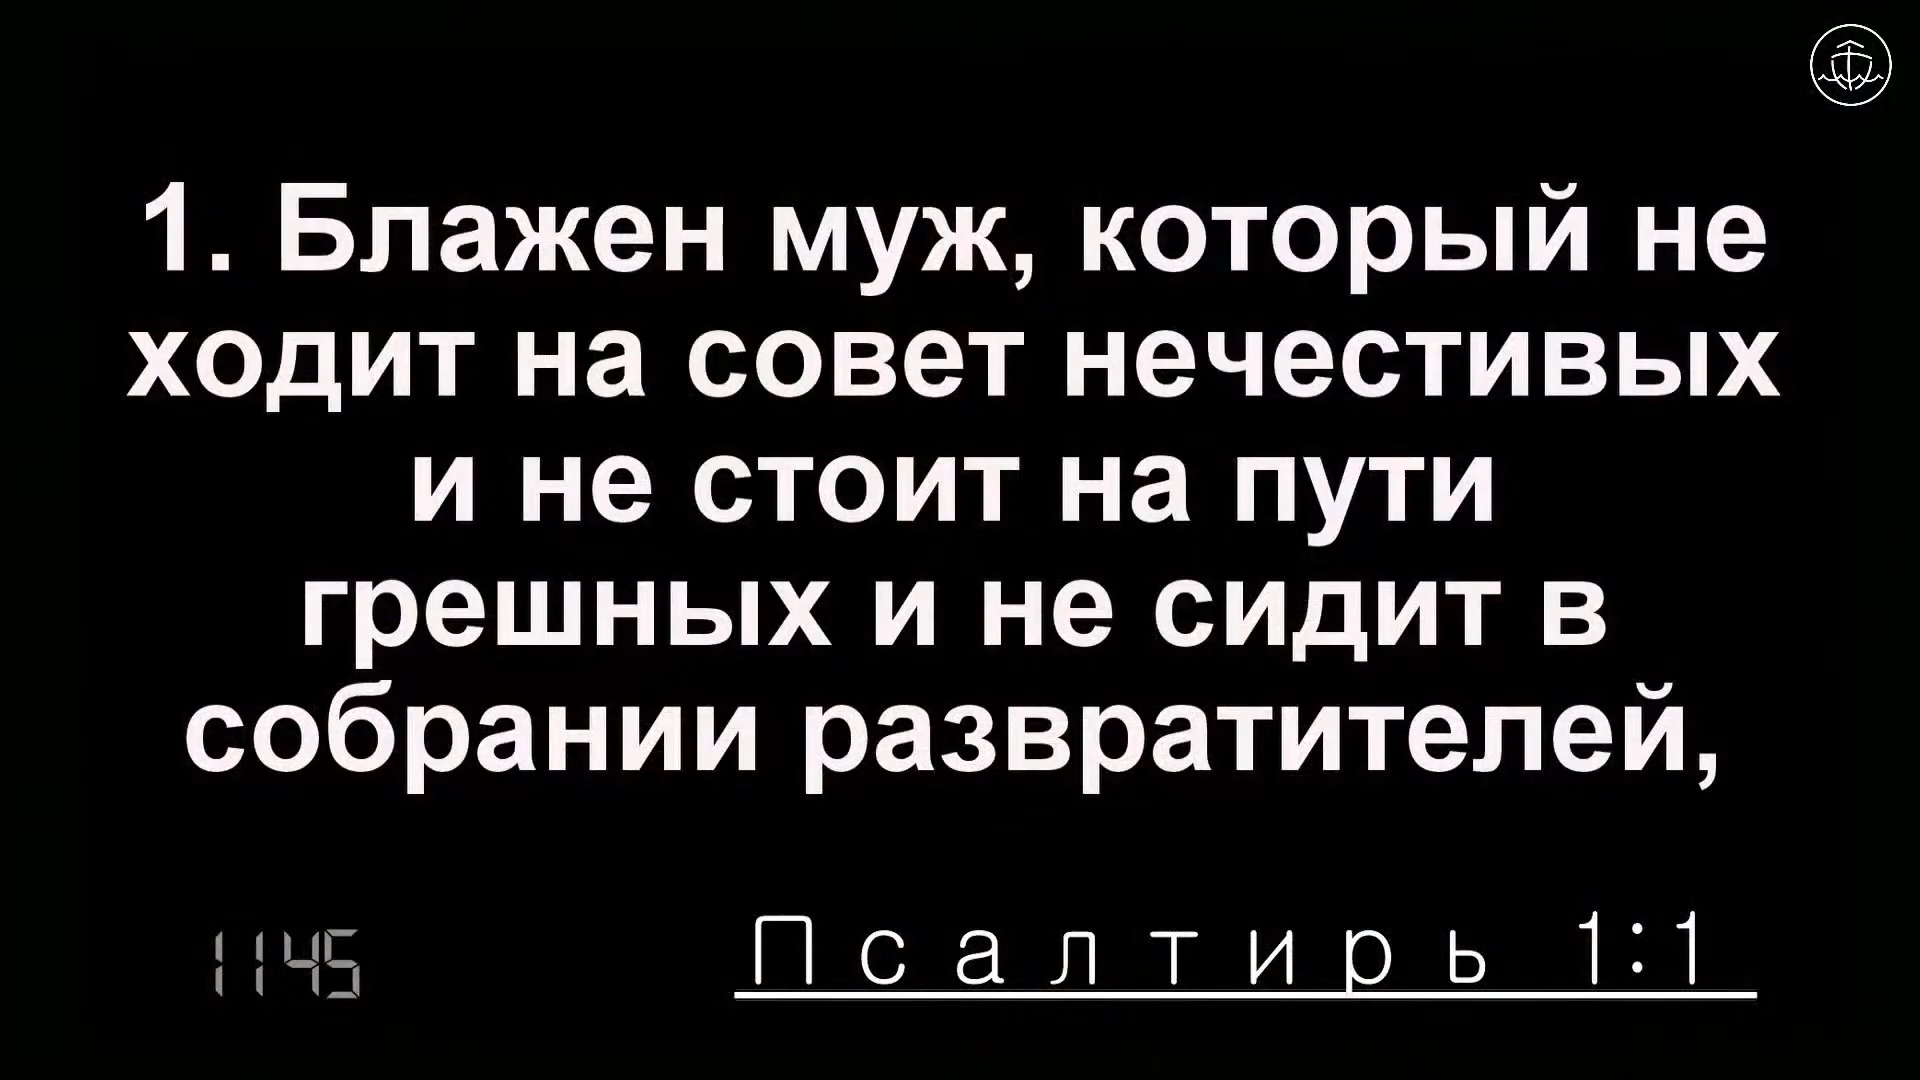 1. Блажен муж, который не
ходит на совет нечестивых
и не стоит на пути
грешных и не сидит в
собрании развратителей,
1145
Псалтирь 1:1